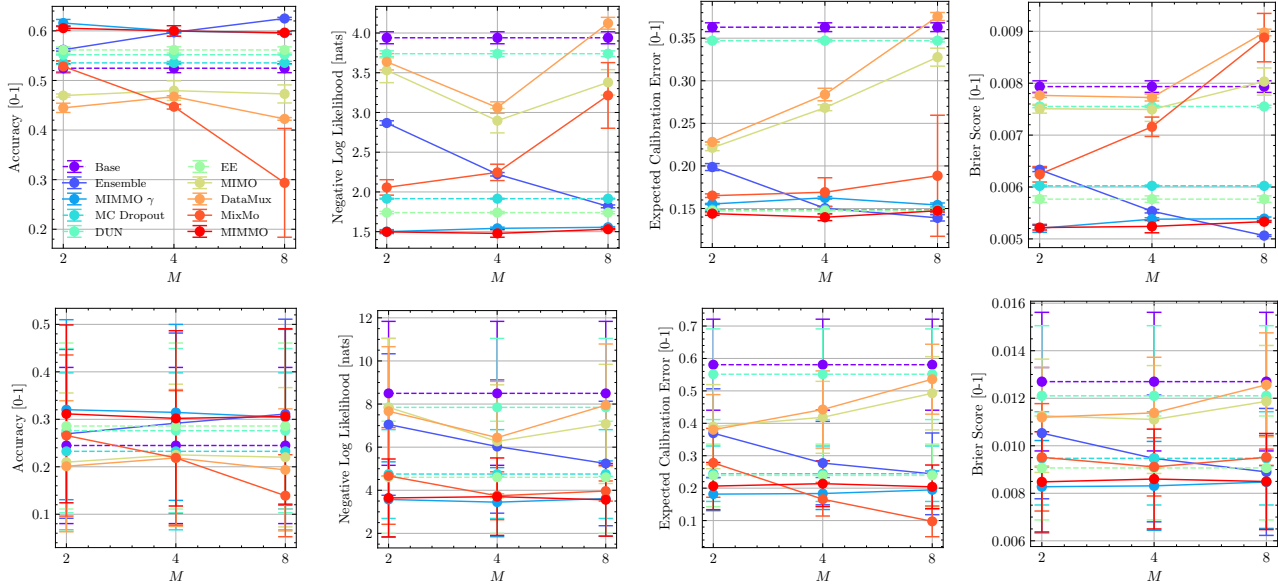 Accuracy [0-1]
0.6
0.5
0.4
0.3
0.2
Base
Ensemble
MIMMO γ
MC Dropout
DUN
EE
MIMO
DataMux
MixMo
MIMMO
2
4
8
M
Negative Log Likelihood [nats]
4.0
3.5
3.0
2.5
2.0
1.5
2
4
8
M
Expected Calibration Error [0-1]
0.35
0.30
0.25
0.20
0.15
2
4
8
M
Brier Score [0-1]
0.009
0.008
0.007
0.006
0.005
2
4
8
M
Accuracy [0-1]
0.5
0.4
0.3
0.2
0.1
2
4
8
M
Negative Log Likelihood [nats]
12
10
8
6
4
2
2
4
8
M
Expected Calibration Error [0-1]
0.7
0.6
0.5
0.4
0.3
0.2
0.1
2
4
8
M
Brier Score [0-1]
0.016
0.014
0.012
0.010
0.008
0.006
2
4
8
M